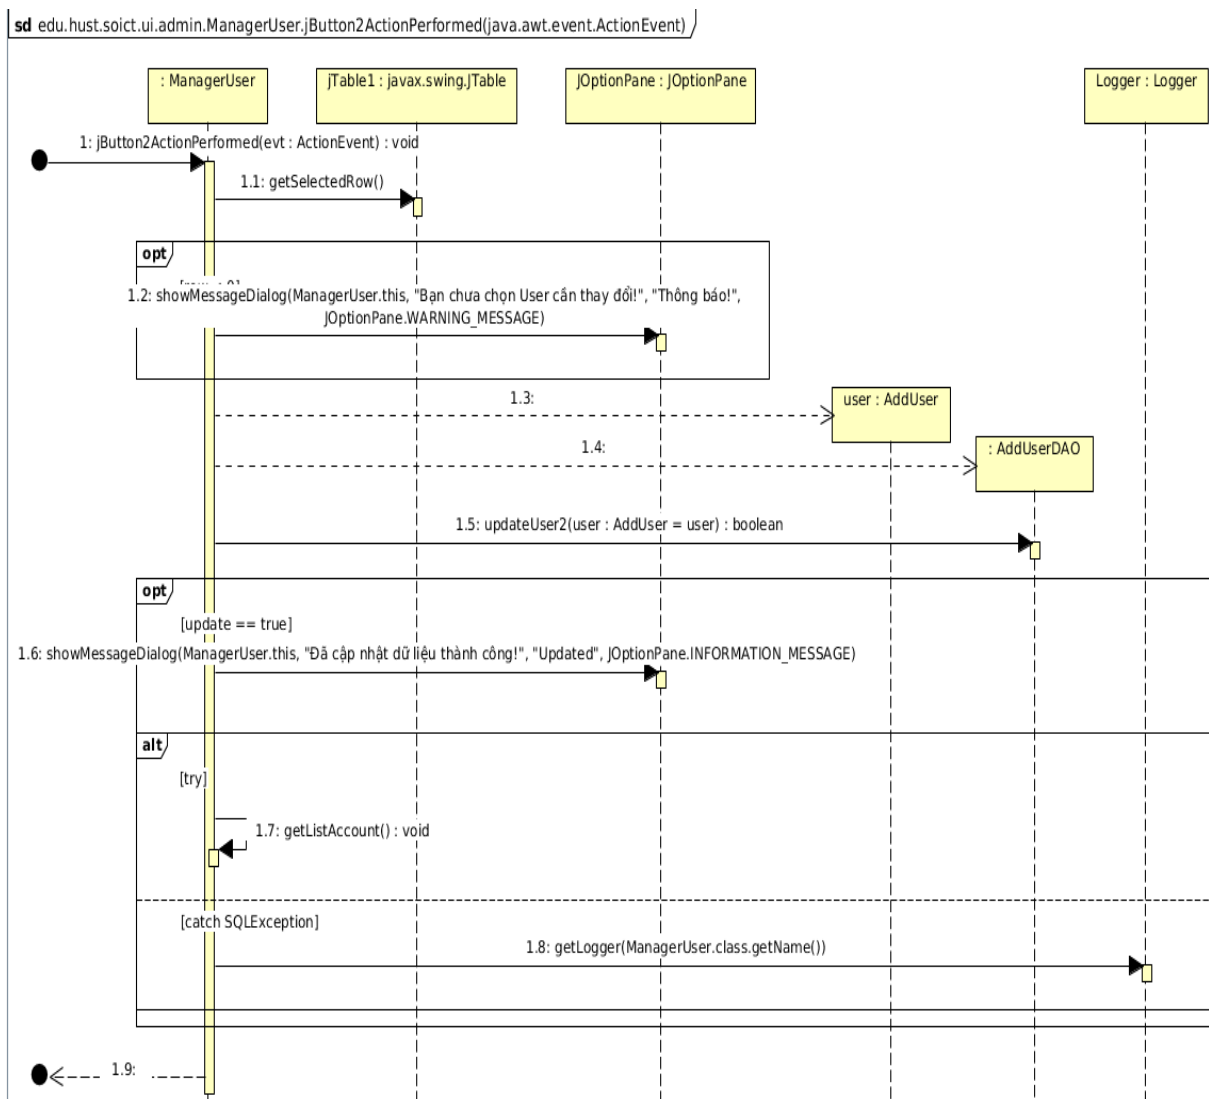 sd edu.hust.soict.ui.admin.ManagerUser.jButton2ActionPerformed(java.awt.event.ActionEvent)
: ManagerUser
jTable1 : javax.swing.JTable
JOptionPane : JOptionPane
Logger : Logger
1: jButton2ActionPerformed(evt : ActionEvent) : void
1.1: getSelectedRow()
opt
1.2: showMessageDialog(ManagerUser.this, "Bạn chưa chọn User cần thay đổi!", "Thông báo!",
JOptionPane.WARNING_MESSAGE)
1.3:
user : AddUser
1.4:
: AddUserDAO
1.5: updateUser2(user : AddUser = user) : boolean
opt
[update == true]
1.6: showMessageDialog(ManagerUser.this, "Đã cập nhật dữ liệu thành công!", "Updated", JOptionPane.INFORMATION_MESSAGE)
alt
[try]
1.7: getListAccount() : void
[catch SQLException]
1.8: getLogger(ManagerUser.class.getName())
1.9: